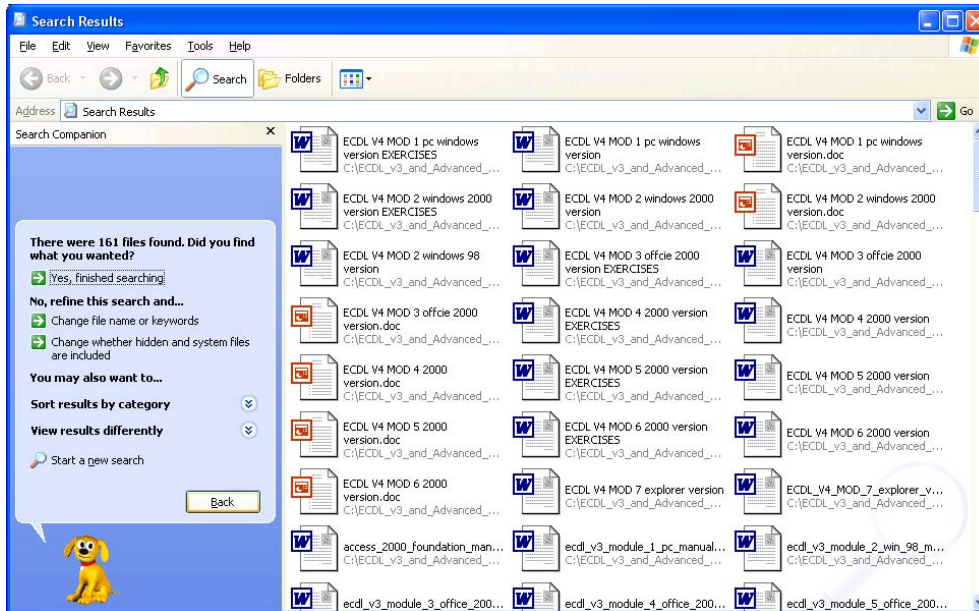 Search Results
File Edit View Favorites Tools Help
Back Search Folders
Address Search Results Go
Search Companion
There were 161 files found. Did you find
what you wanted?
Yes, finished searching
No, refine this search and...
Change file name or keywords
Change whether hidden and system files
are included
You may also want to...
Sort results by category
View results differently
Start a new search
Back
ECDL V4 MOD 1 pc windows
version EXERCISES
C:\ECDL_v3_and_Advanced_...
ECDL V4 MOD 1 pc windows
version
C:\ECDL_v3_and_Advanced_...
ECDL V4 MOD 1 pc windows
version.doc
C:\ECDL_v3_and_Advanced_...
ECDL V4 MOD 2 windows 2000
version EXERCISES
C:\ECDL_v3_and_Advanced_...
ECDL V4 MOD 2 windows 2000
version
C:\ECDL_v3_and_Advanced_...
ECDL V4 MOD 2 windows 2000
version.doc
C:\ECDL_v3_and_Advanced_...
ECDL V4 MOD 2 windows 98
version
C:\ECDL_v3_and_Advanced_...
ECDL V4 MOD 3 offcie 2000
version EXERCISES
C:\ECDL_v3_and_Advanced_...
ECDL V4 MOD 3 offcie 2000
version
C:\ECDL_v3_and_Advanced_...
ECDL V4 MOD 3 offcie 2000
version.doc
C:\ECDL_v3_and_Advanced_...
ECDL V4 MOD 4 2000 version
EXERCISES
C:\ECDL_v3_and_Advanced_...
ECDL V4 MOD 4 2000 version
C:\ECDL_v3_and_Advanced_...
ECDL V4 MOD 4 2000
version.doc
C:\ECDL_v3_and_Advanced_...
ECDL V4 MOD 5 2000 version
EXERCISES
C:\ECDL_v3_and_Advanced_...
ECDL V4 MOD 5 2000 version
C:\ECDL_v3_and_Advanced_...
ECDL V4 MOD 5 2000
version.doc
C:\ECDL_v3_and_Advanced_...
ECDL V4 MOD 6 2000 version
EXERCISES
C:\ECDL_v3_and_Advanced_...
ECDL V4 MOD 6 2000 version
C:\ECDL_v3_and_Advanced_...
ECDL V4 MOD 6 2000
version.doc
C:\ECDL_v3_and_Advanced_...
ECDL V4 MOD 7 explorer version
C:\ECDL_v3_and_Advanced_...
ECDL_V4_MOD_7_explorer_v...
C:\ECDL_v3_and_Advanced_...
access_2000_foundation_man...
C:\ECDL_v3_and_Advanced_...
ecdl_v3_module_1_pc_manual...
C:\ECDL_v3_and_Advanced_...
ecdl_v3_module_2_win_98_m...
C:\ECDL_v3_and_Advanced_...
ecdl_v3_module_3_office_200...
ecdl_v3_module_4_office_200...
ecdl_v3_module_5_office_200...